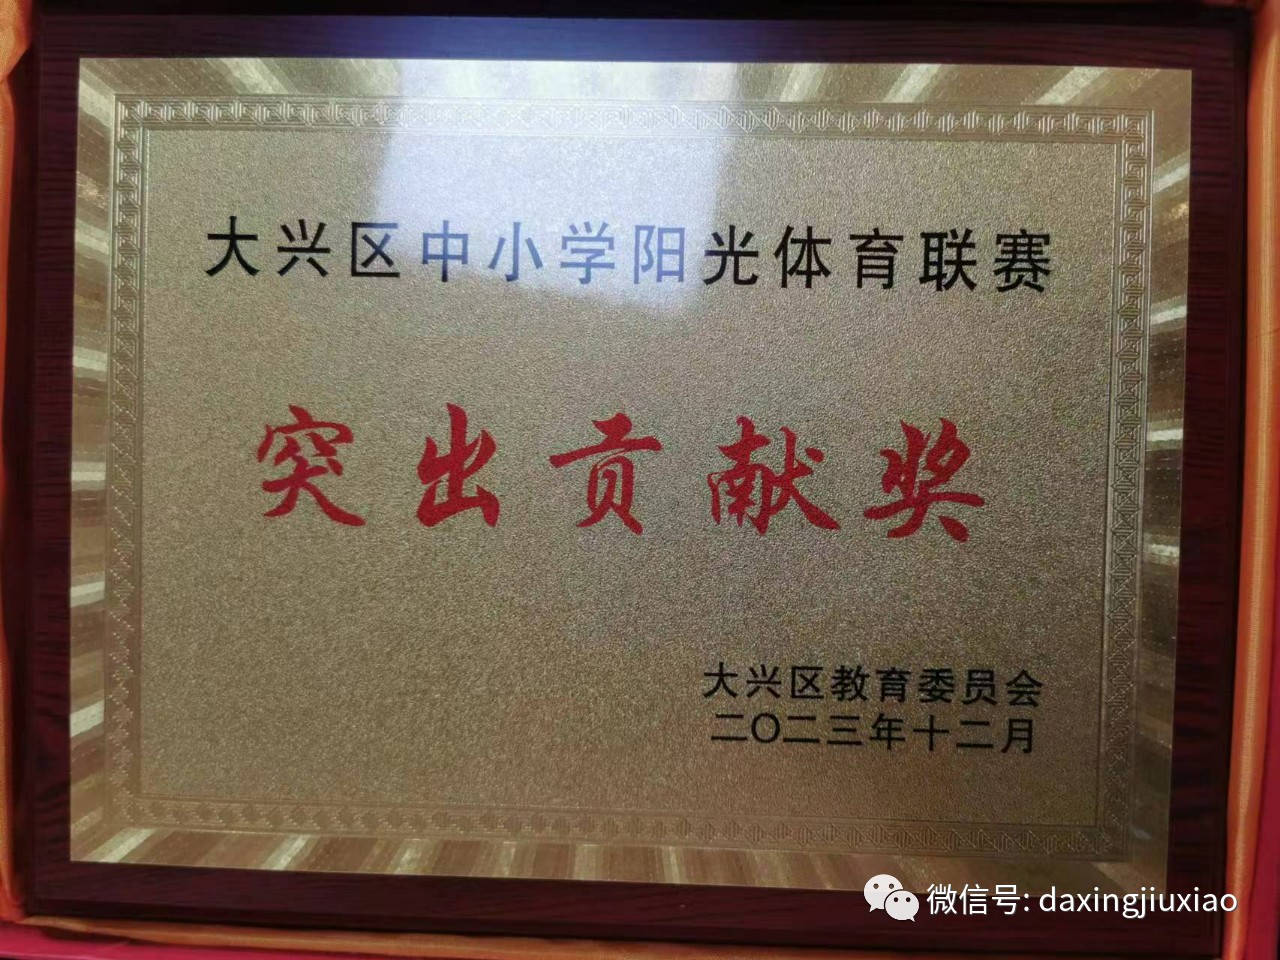 大兴区中小学阳光体育联赛
突出贡献奖
大兴区教育委员会
二〇二三年十二月
微信号: daxingjiuxiao